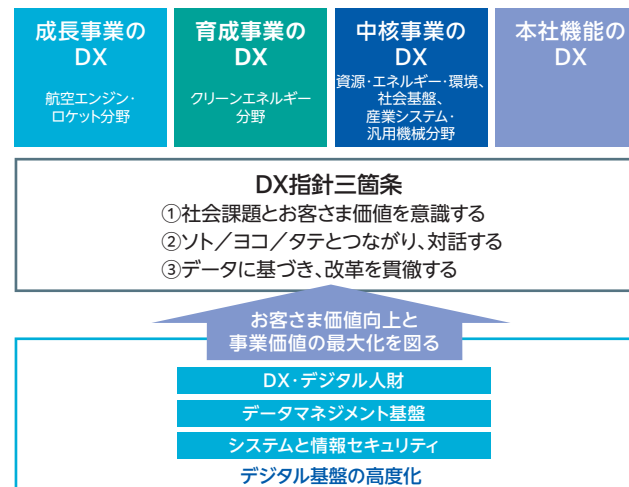 成長事業の
DX
航空エンジン・
ロケット分野
育成事業の
DX
クリーンエネルギー
分野
中核事業の
DX
資源・エネルギー・環境、
社会基盤、
産業システム・
汎用機械分野
本社機能の
DX
DX指針三箇条
①社会課題とお客さま価値を意識する
②ソト／ヨコ／タテとつながり、対話する
③データに基づき、改革を貫徹する
お客さま価値向上と
事業価値の最大化を図る
DX・デジタル人財
データマネジメント基盤
システムと情報セキュリティ
デジタル基盤の高度化